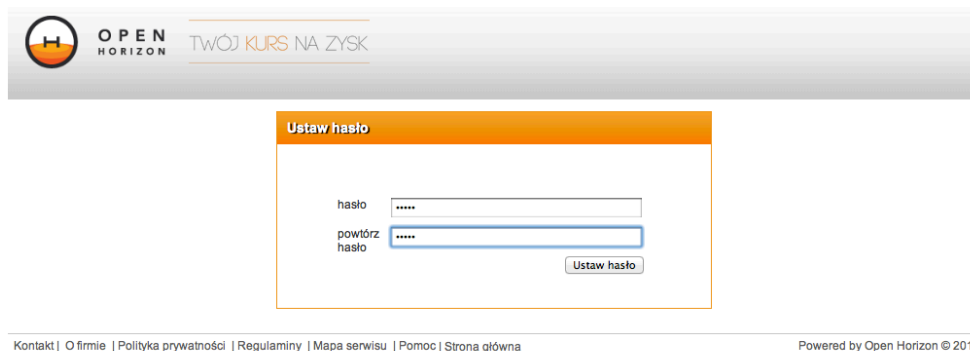 OPEN
HORIZON
TWÓJ KURS NA ZYSK
Ustaw hasło
hasło •••••
powtórz •••••
hasło
Ustaw hasło
Kontakt | O firmie | Polityka prywatności | Regulaminy | Mapa serwisu | Pomoc | Strona główna
Powered by Open Horizon © 201